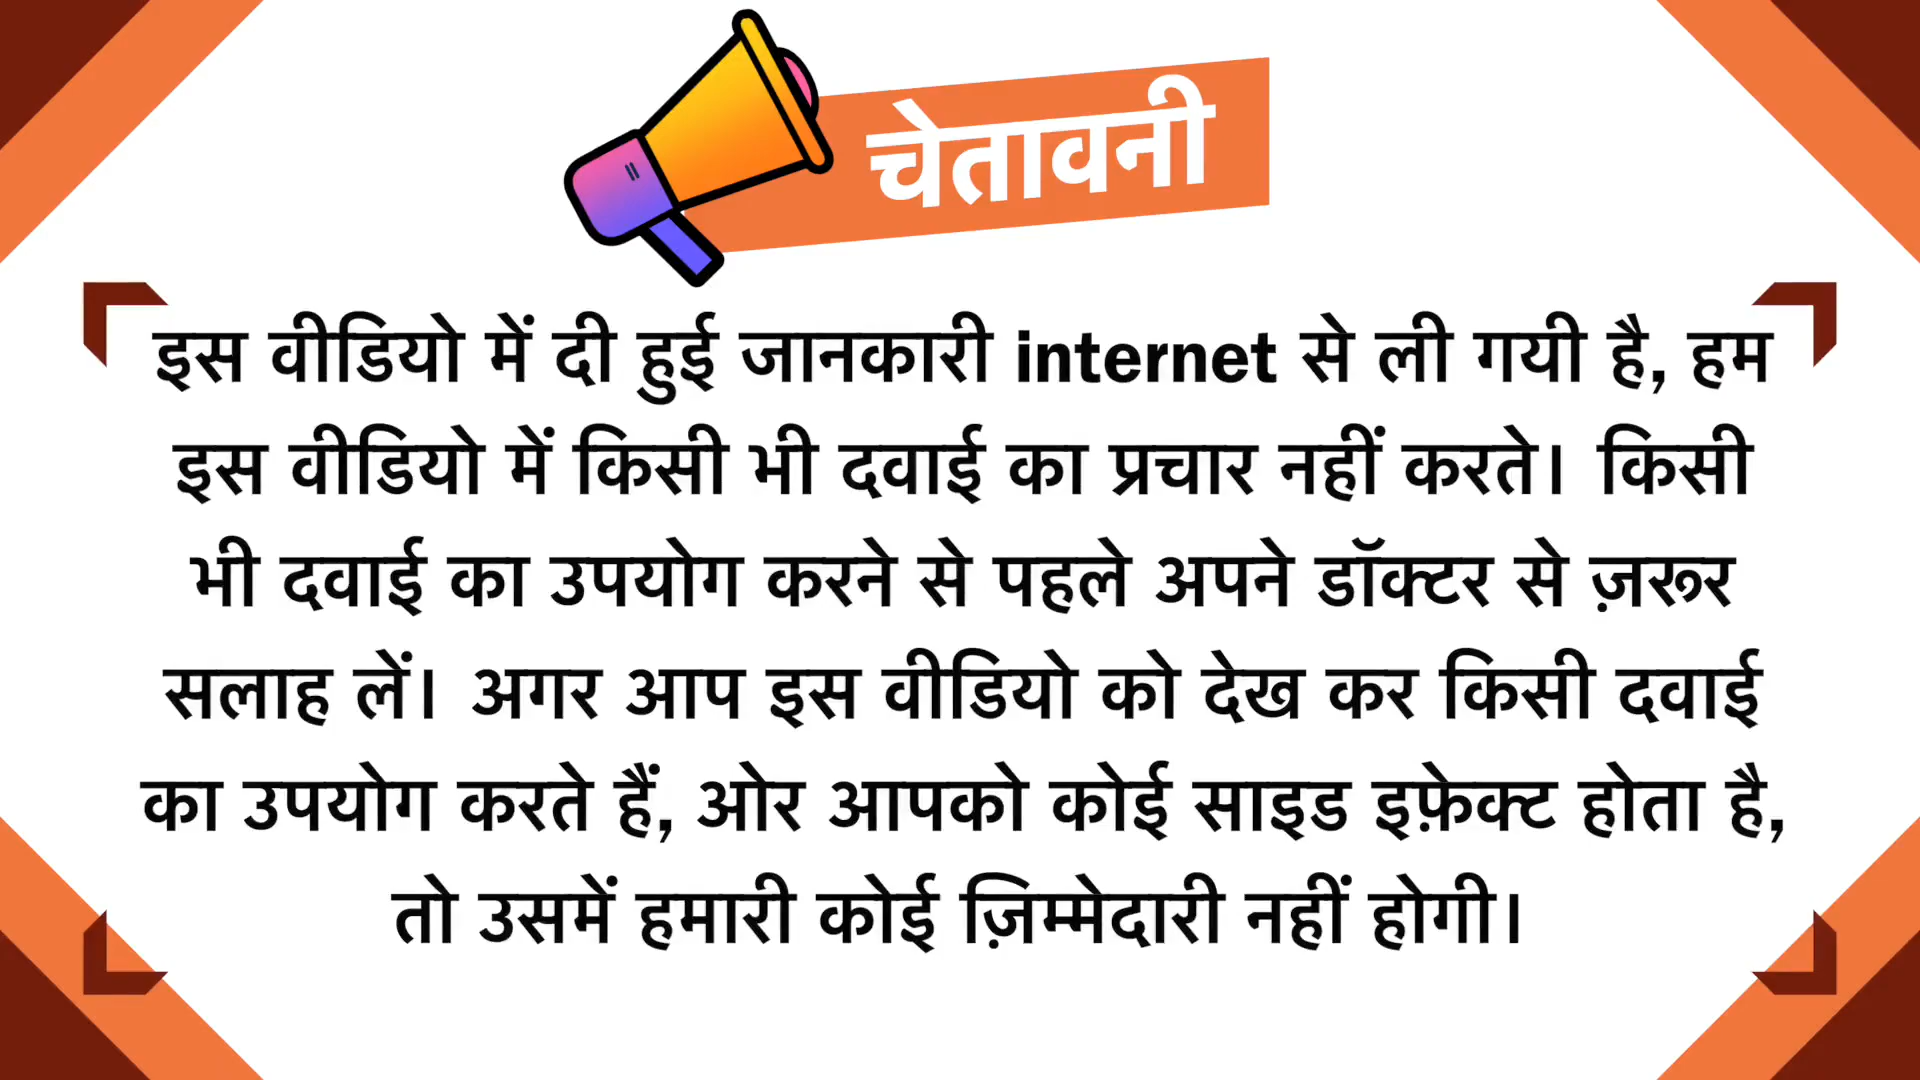 चेतावनी
इस वीडियो में दी हुई जानकारी internet से ली गयी है, हम
इस वीडियो में किसी भी दवाई का प्रचार नहीं करते। किसी
भी दवाई का उपयोग करने से पहले अपने डॉक्टर से ज़रूर
सलाह लें। अगर आप इस वीडियो को देख कर किसी दवाई
का उपयोग करते हैं, ओर आपको कोई साइड इफ़ेक्ट होता है,
तो उसमें हमारी कोई ज़िम्मेदारी नहीं होगी।